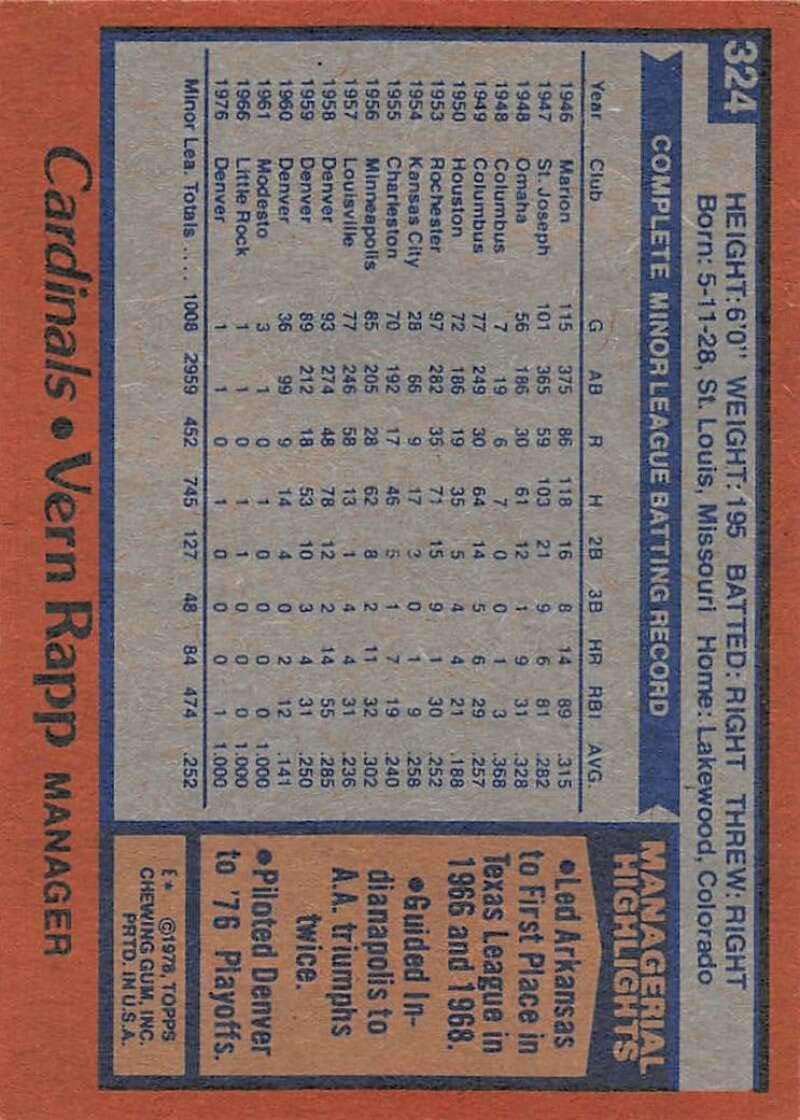 324
HEIGHT: 6'0" WEIGHT: 195 BATTED: RIGHT THREW: RIGHT
Born: 5-11-28, St. Louis, Missouri Home: Lakewood, Colorado
COMPLETE MINOR LEAGUE BATTING RECORD
Year Club G AB R H 2B 3B HR RBI AVG.
1946 Marion 115 375 86 118 16 8 14 89 .315
1947 St. Joseph 101 365 59 103 21 9 6 81 .282
1948 Omaha 56 186 30 61 12 1 9 31 .328
1948 Columbus 7 19 6 7 0 0 1 3 .368
1949 Columbus 77 249 30 64 14 5 6 29 .257
1950 Houston 72 186 19 35 5 4 4 21 .188
1953 Rochester 97 282 35 71 15 9 1 30 .252
1954 Kansas City 28 66 9 17 3 0 1 9 .258
1955 Charleston 70 192 17 46 5 1 7 19 .240
1956 Minneapolis 85 205 28 62 8 2 11 32 .302
1957 Louisville 77 246 58 13 1 4 4 31 .236
1958 Denver 93 274 48 78 12 2 14 55 .285
1959 Denver 89 212 18 53 10 3 4 31 .250
1960 Denver 36 99 9 14 4 0 2 12 .141
1961 Modesto 3 1 0 1 0 0 0 0 1.000
1966 Little Rock 1 1 0 1 1 0 0 0 1.000
1976 Denver 1 1 0 1 0 0 0 1 1.000
Minor Lea. Totals .... 1008 2959 452 745 127 48 84 474 .252
MANAGERIAL
HIGHLIGHTS
•Led Arkansas
to First Place in
Texas League in
1966 and 1968.
•Guided In-
dianapolis to
A.A. triumphs
twice.
•Piloted Denver
to '76 Playoffs.
E* ©1978, TOPPS
CHEWING GUM, INC.
PRTD. IN U.S.A.
Cardinals • Vern Rapp MANAGER